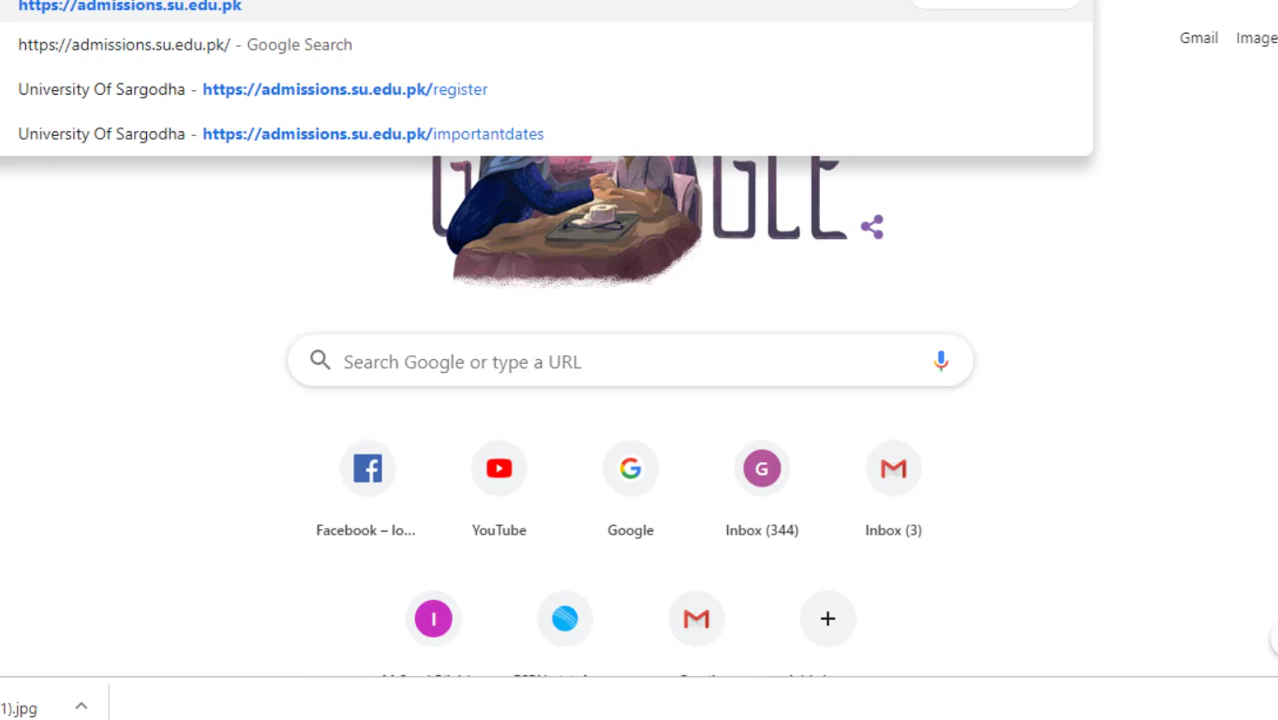 https://admissions.su.edu.pk
Gmail Image
https://admissions.su.edu.pk/ - Google Search
University Of Sargodha - https://admissions.su.edu.pk/register
University Of Sargodha - https://admissions.su.edu.pk/importantdates
GOOGLE
Search Google or type a URL
Facebook – lo... YouTube Google Inbox (344) Inbox (3)
G
I
1).jpg